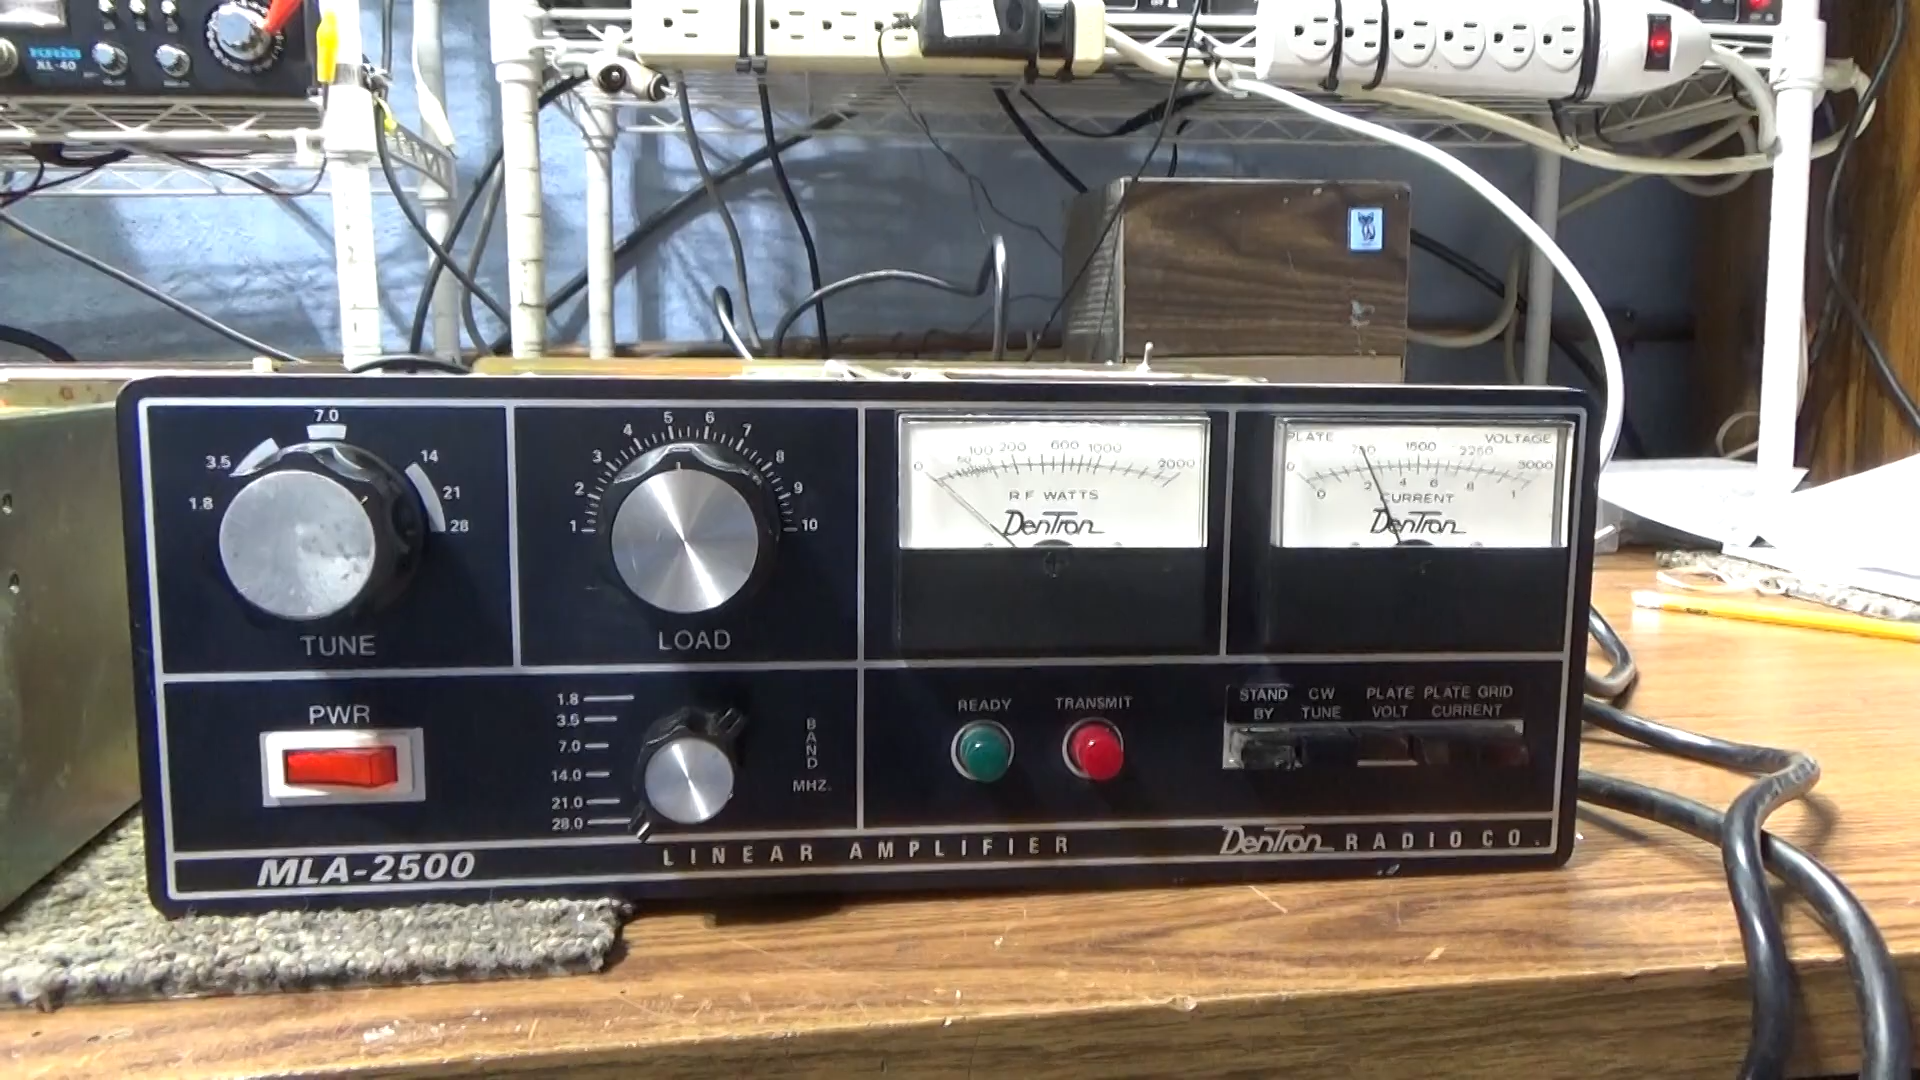 XL-40
7.0
3.5
14
1.8
21
28
TUNE
1 2 3 4 5 6 7 8 9 10
LOAD
0 50 100 200 600 1000 2000
RF WATTS
DenTron
PLATE VOLTAGE
0 750 1500 2250 3000
0 2 4 6 8 1
CURRENT
DenTron
PWR
1.8
3.5
7.0
14.0
21.0
28.0
BAND
MHZ.
READY TRANSMIT
STAND CW PLATE PLATE GRID
BY TUNE VOLT CURRENT
MLA-2500 LINEAR AMPLIFIER DenTron RADIO CO.